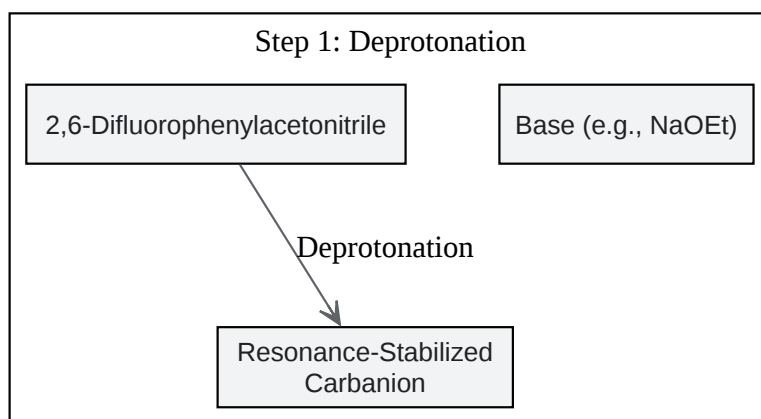 Step 1: Deprotonation
2,6-Difluorophenylacetonitrile
Base (e.g., NaOEt)
Deprotonation
Resonance-Stabilized
Carbanion